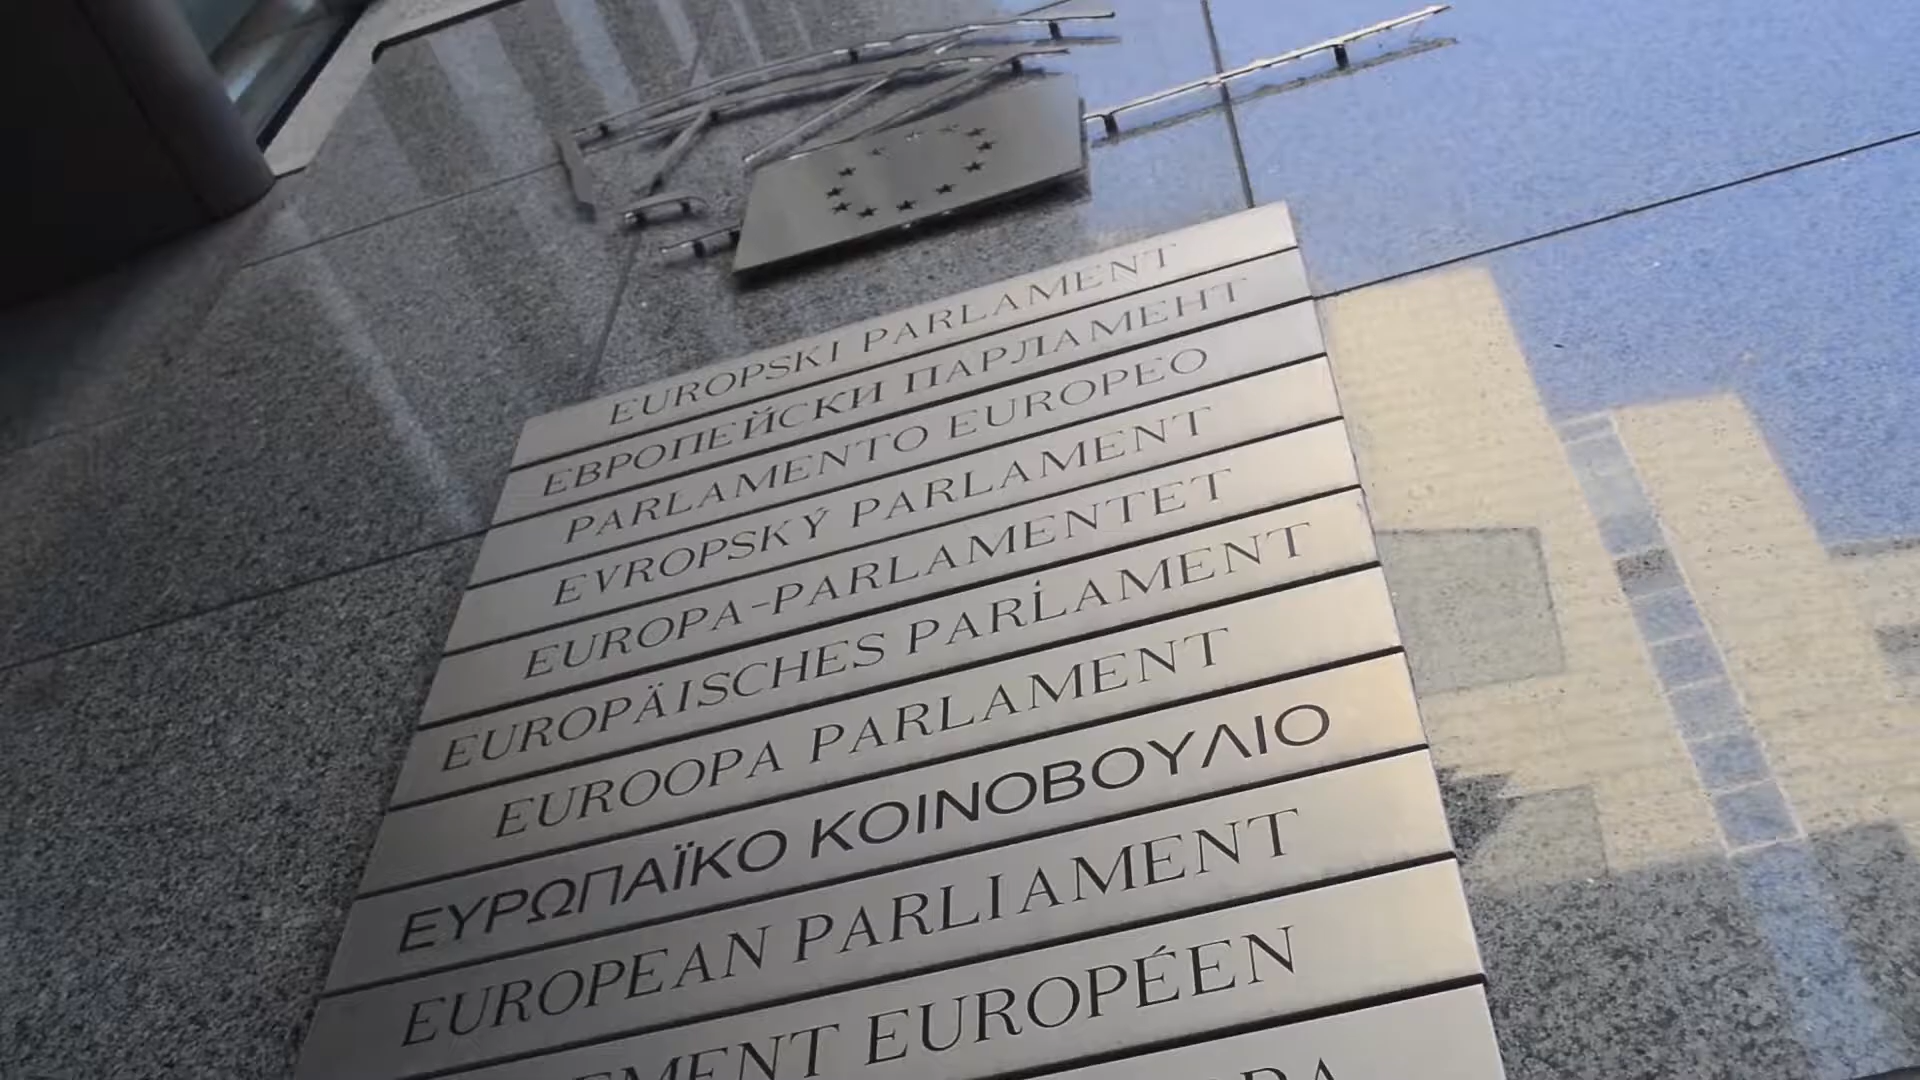 EUROPSKI PARLAMENT
ЕВРОПЕЙСКИ ПАРЛАМЕНТ
PARLAMENTO EUROPEO
EVROPSKÝ PARLAMENT
EUROPA-PARLAMENTET
EUROPÄISCHES PARLAMENT
EUROOPA PARLAMENT
ΕΥΡΩΠΑΪΚΟ ΚΟΙΝΟΒΟΥΛΙΟ
EUROPEAN PARLIAMENT
EUROPÉEN